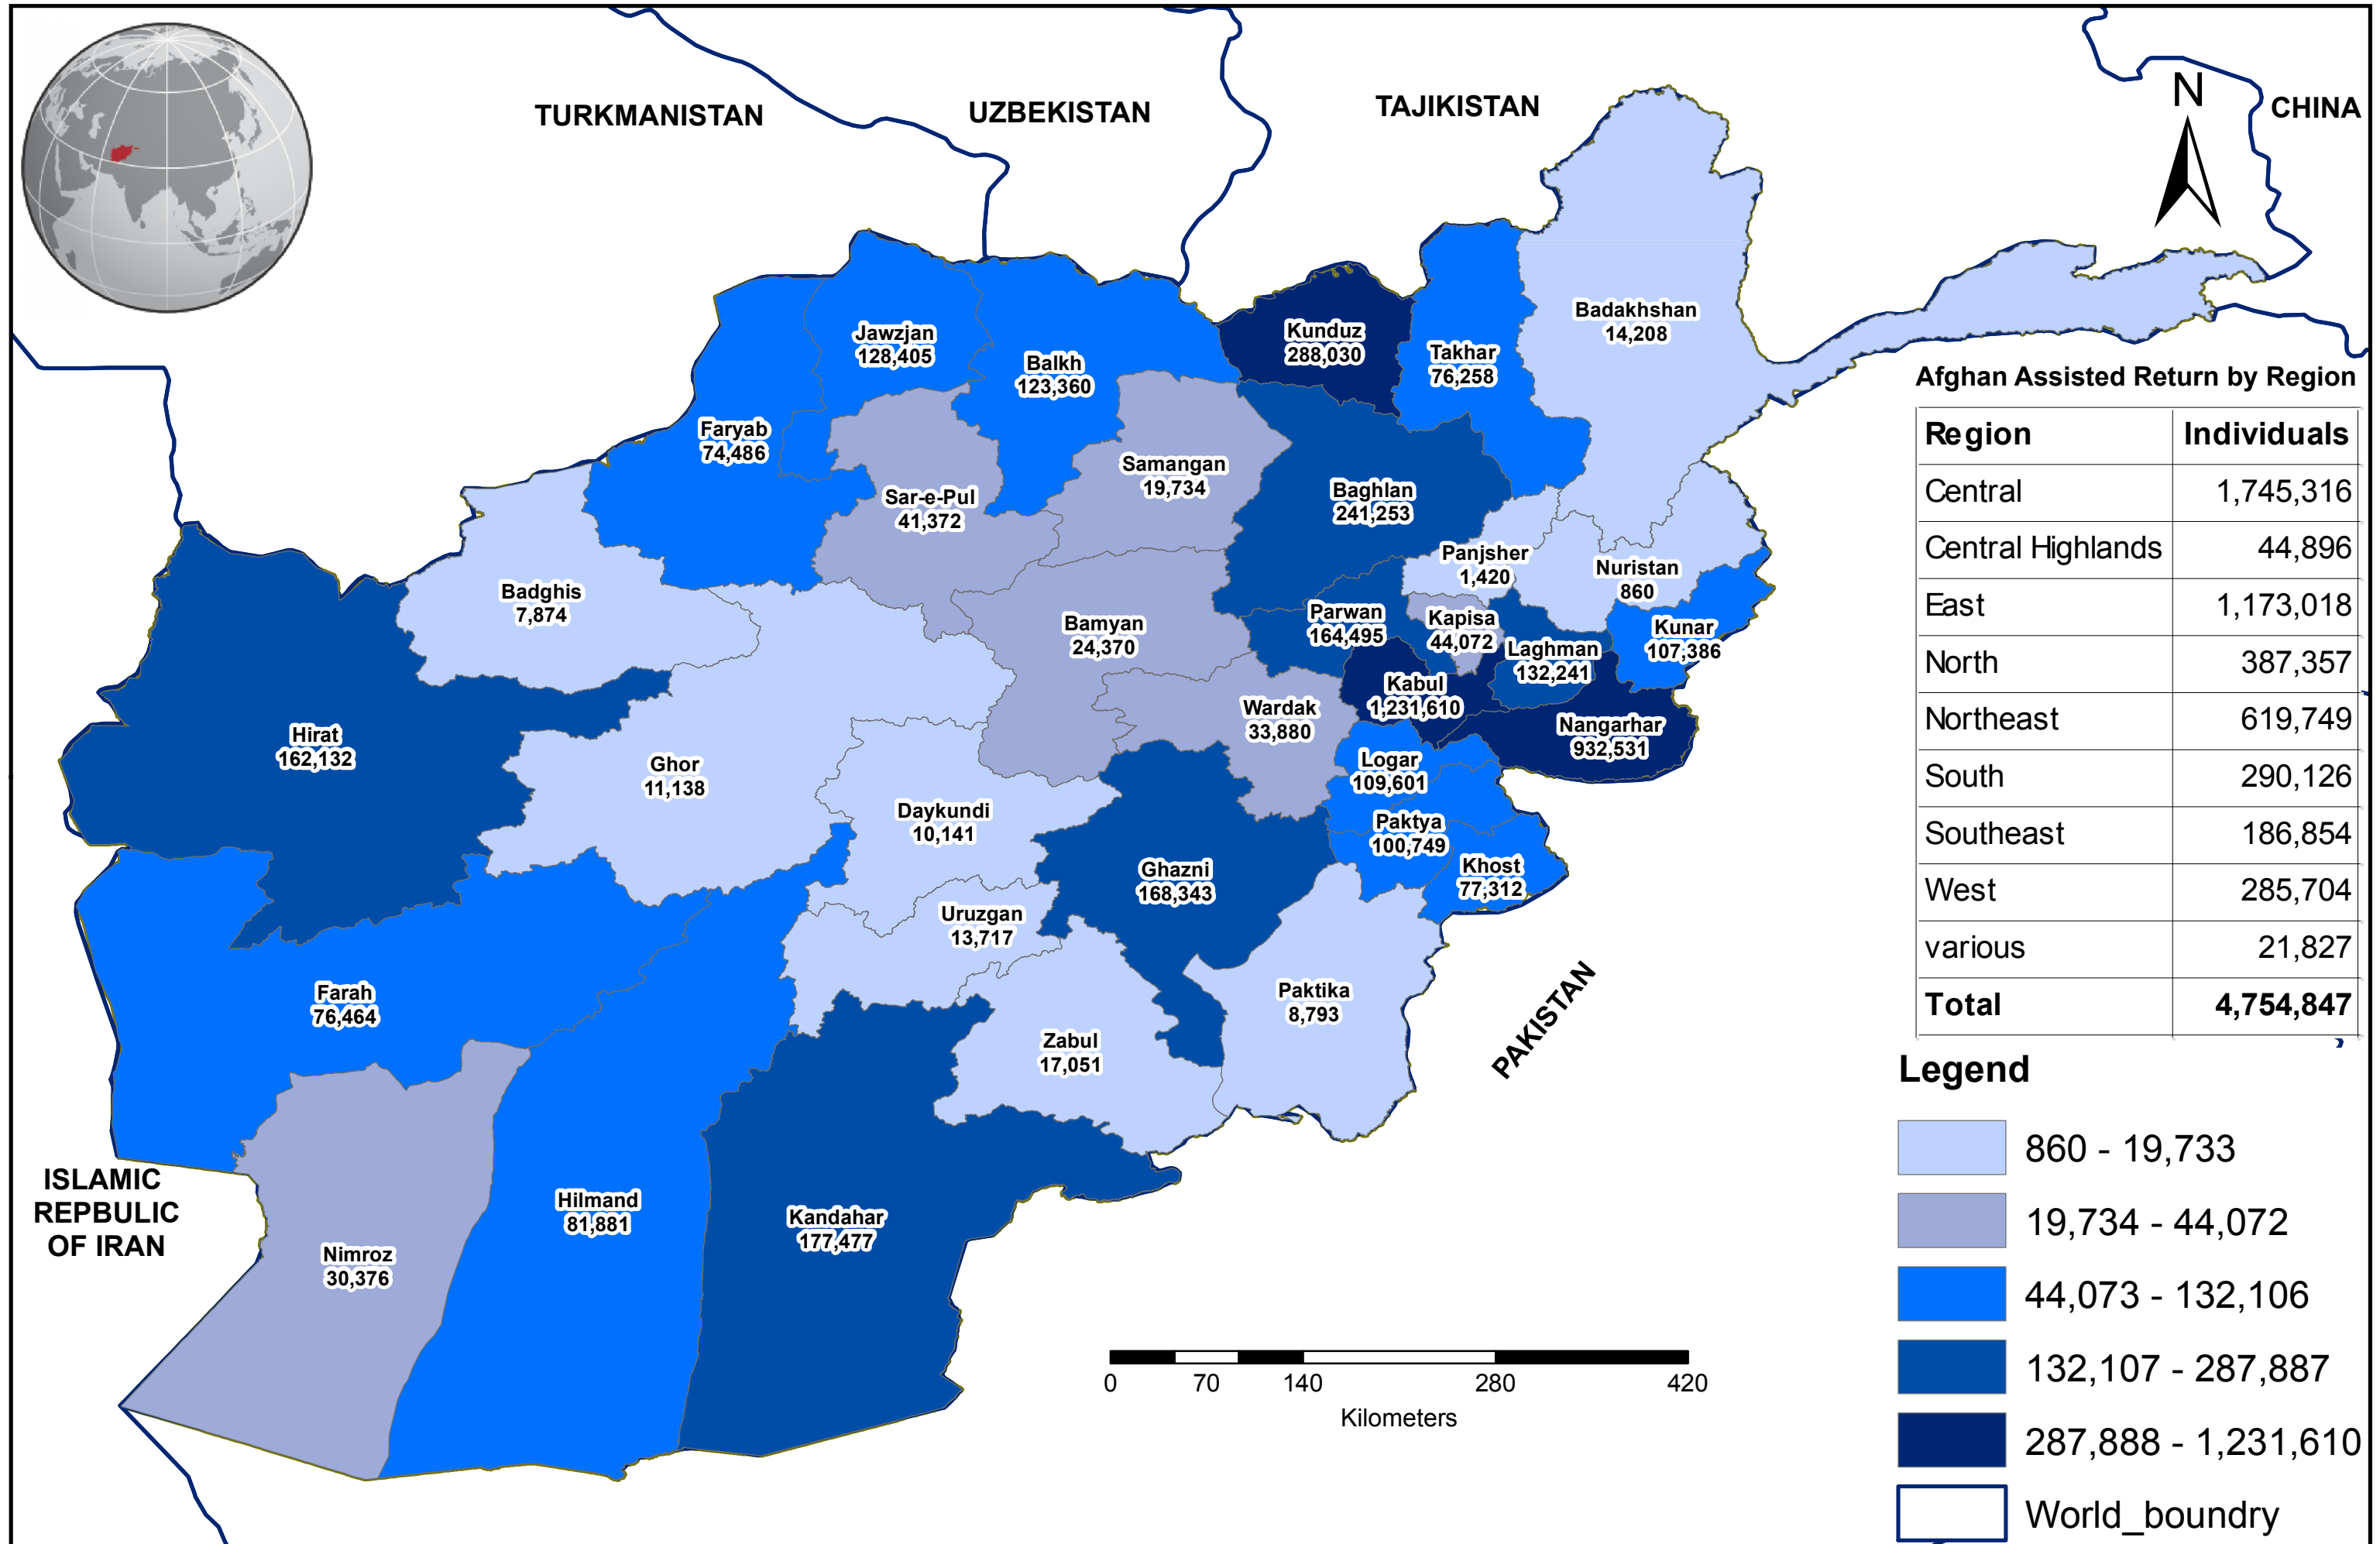 TURKMANISTAN
UZBEKISTAN
TAJIKISTAN
CHINA
N
Jawzjan
128,405
Balkh
123,360
Kunduz
288,030
Takhar
76,258
Badakhshan
14,208
Faryab
74,486
Sar-e-Pul
41,372
Samangan
19,734
Baghlan
241,253
Panjsher
1,420
Nuristan
860
Badghis
7,874
Bamyan
24,370
Parwan
164,495
Kapisa
44,072
Laghman
132,241
Kunar
107,386
Hirat
162,132
Ghor
11,138
Wardak
33,880
Kabul
1,231,610
Nangarhar
932,531
Daykundi
10,141
Logar
109,601
Paktya
100,749
Khost
77,312
Ghazni
168,343
Uruzgan
13,717
Farah
76,464
Zabul
17,051
Paktika
8,793
PAKISTAN
ISLAMIC
REPBULIC
OF IRAN
Nimroz
30,376
Hilmand
81,881
Kandahar
177,477
0 70 140 280 420
Kilometers
Afghan Assisted Return by Region
Region Individuals
Central 1,745,316
Central Highlands 44,896
East 1,173,018
North 387,357
Northeast 619,749
South 290,126
Southeast 186,854
West 285,704
various 21,827
Total 4,754,847
Legend
860 - 19,733
19,734 - 44,072
44,073 - 132,106
132,107 - 287,887
287,888 - 1,231,610
World_boundry